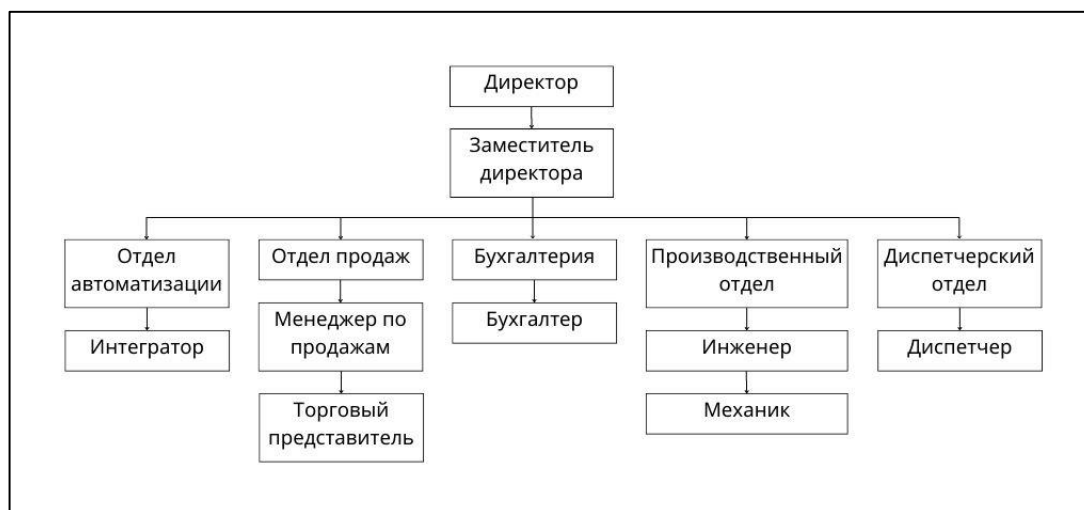 Директор
Заместитель
директора
Отдел
автоматизации
Отдел продаж
Бухгалтерия
Производственный
отдел
Диспетчерский
отдел
Интегратор
Менеджер по
продажам
Бухгалтер
Инженер
Диспетчер
Торговый
представитель
Механик